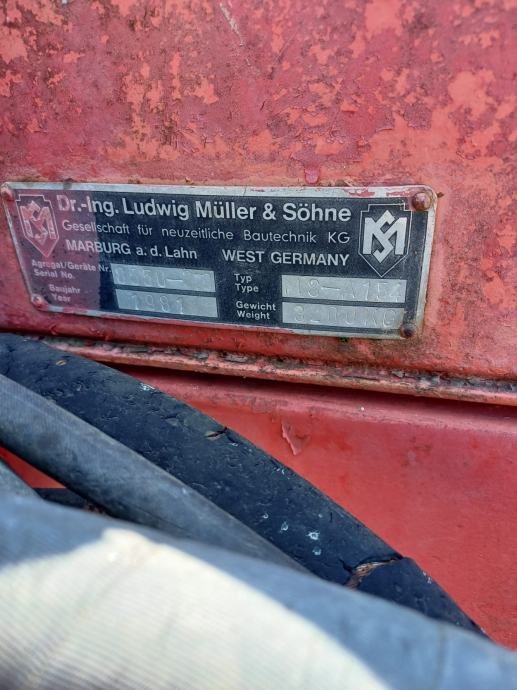 Dr.-Ing. Ludwig Müller & Söhne
Gesellschaft für neuzeitliche Bautechnik KG
MARBURG a. d. Lahn WEST GERMANY
Agregat/Geräte Nr. Typ
Serial No. Type
Baujahr 1981 Gewicht
Year Weight